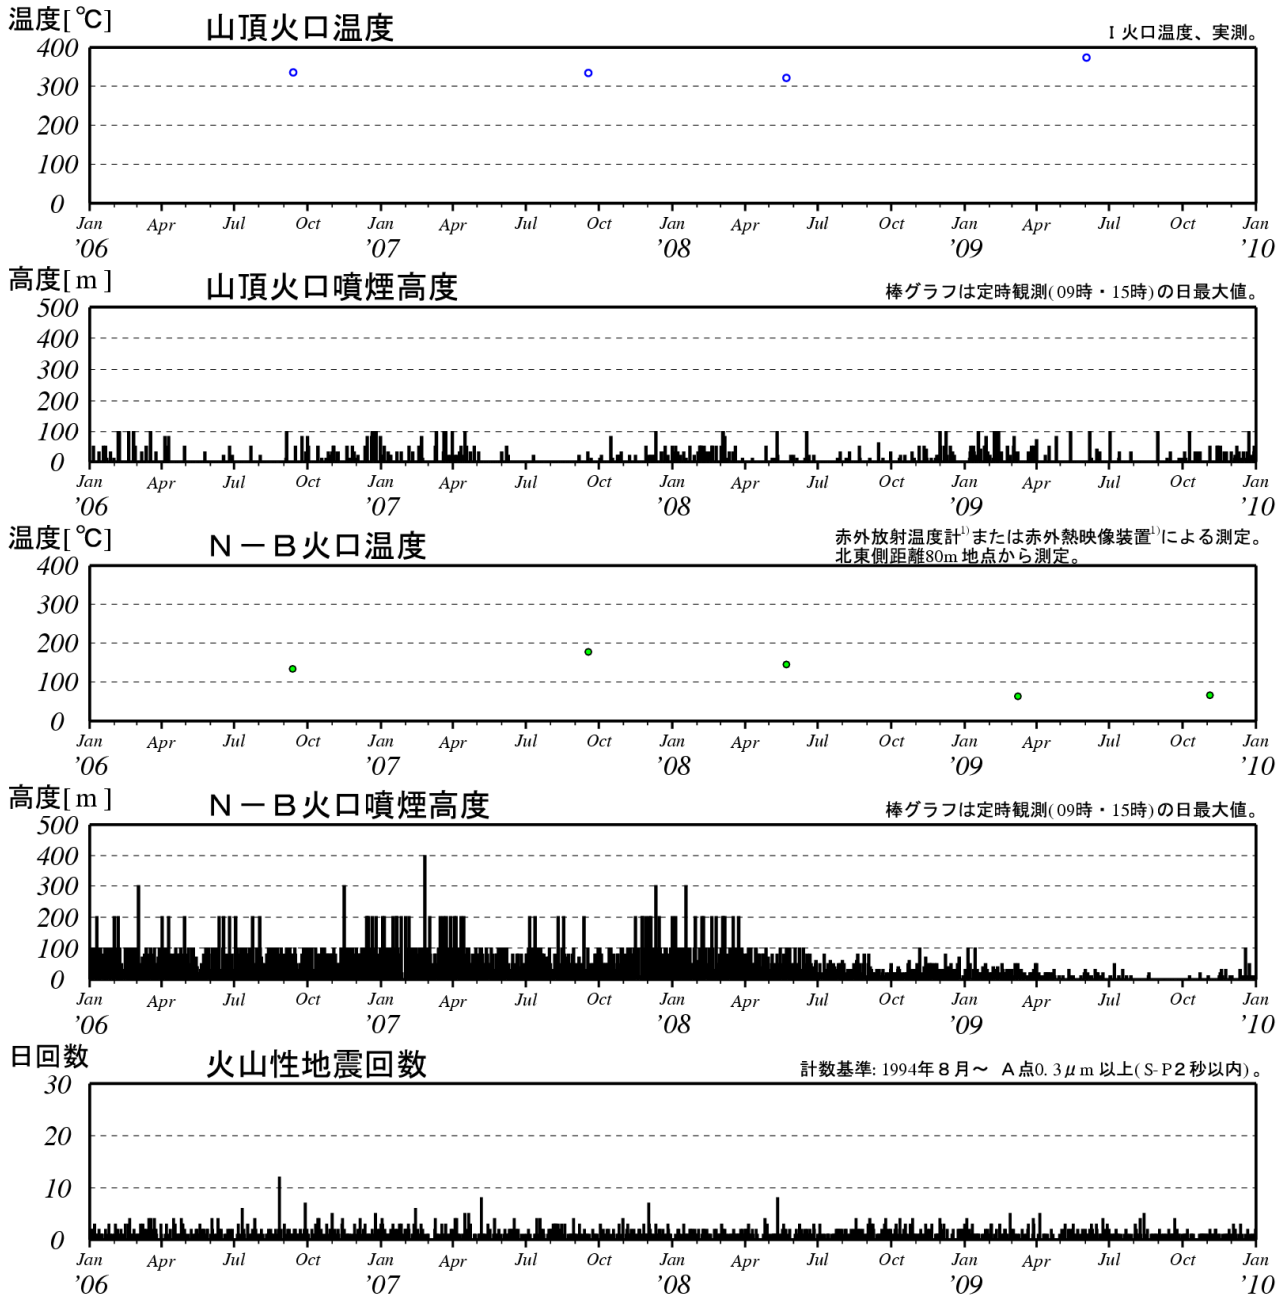 温度[℃] 山頂火口温度 I 火口温度、実測。
400
300
200
100
0
Jan Apr Jul Oct Jan Apr Jul Oct Jan Apr Jul Oct Jan Apr Jul Oct Jan
'06 '07 '08 '09 '10
高度[m] 山頂火口噴煙高度 棒グラフは定時観測(09時・15時)の日最大値。
500
400
300
200
100
0
Jan Apr Jul Oct Jan Apr Jul Oct Jan Apr Jul Oct Jan Apr Jul Oct Jan
'06 '07 '08 '09 '10
温度[℃] N－B火口温度 赤外放射温度計1)または赤外熱映像装置1)による測定。
北東側距離80m地点から測定。
400
300
200
100
0
Jan Apr Jul Oct Jan Apr Jul Oct Jan Apr Jul Oct Jan Apr Jul Oct Jan
'06 '07 '08 '09 '10
高度[m] N－B火口噴煙高度 棒グラフは定時観測(09時・15時)の日最大値。
500
400
300
200
100
0
Jan Apr Jul Oct Jan Apr Jul Oct Jan Apr Jul Oct Jan Apr Jul Oct Jan
'06 '07 '08 '09 '10
日回数 火山性地震回数 計数基準: 1994年８月～ A点0.3μm以上(S-P２秒以内)。
30
20
10
0
Jan Apr Jul Oct Jan Apr Jul Oct Jan Apr Jul Oct Jan Apr Jul Oct Jan
'06 '07 '08 '09 '10